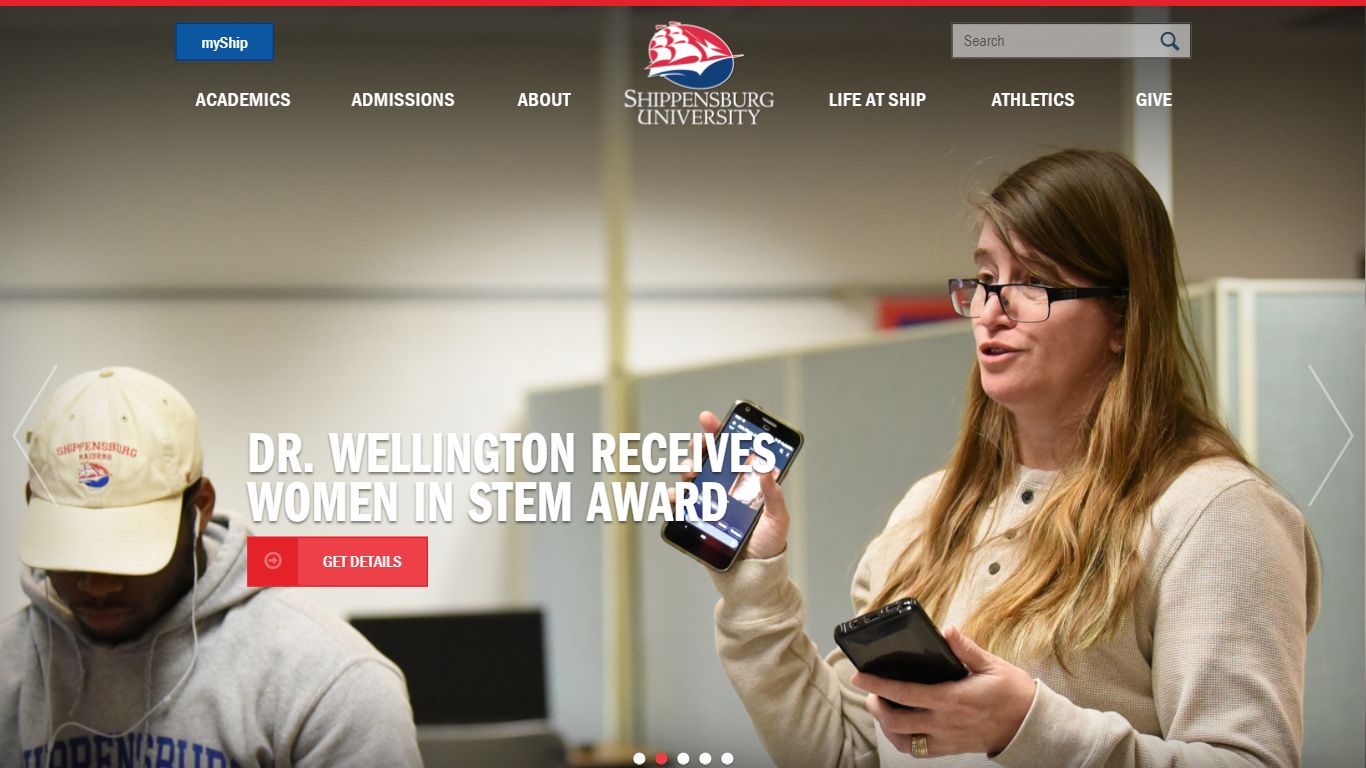 myShip
Search
ACADEMICS
ADMISSIONS
ABOUT
SHIPPENSBURG
UNIVERSITY
LIFE AT SHIP
ATHLETICS
GIVE
SHIPPENSBURG
RAIDERS
DR. WELLINGTON RECEIVES
WOMEN IN STEM AWARD
GET DETAILS